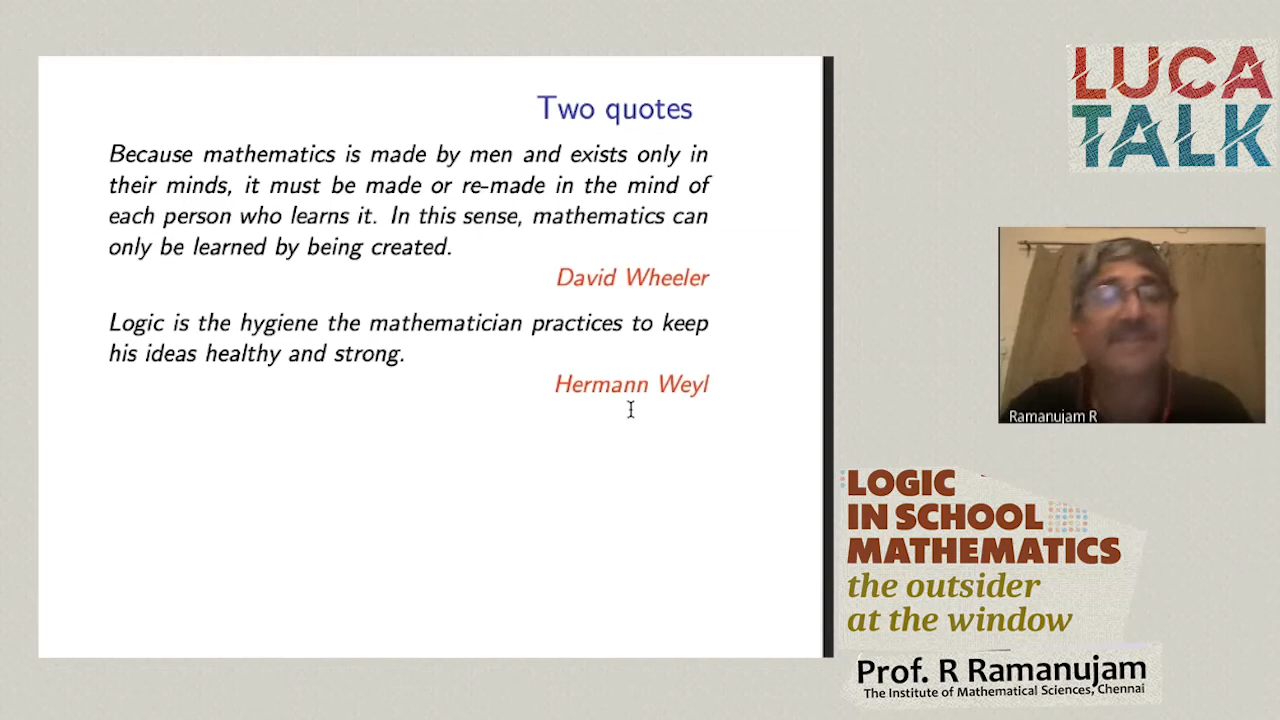 Two quotes
Because mathematics is made by men and exists only in
their minds, it must be made or re-made in the mind of
each person who learns it. In this sense, mathematics can
only be learned by being created.
David Wheeler
Logic is the hygiene the mathematician practices to keep
his ideas healthy and strong.
Hermann Weyl
LUCA
TALK
Ramanujam R
LOGIC
IN SCHOOL
MATHEMATICS
the outsider
at the window
Prof. R Ramanujam
The Institute of Mathematical Sciences, Chennai